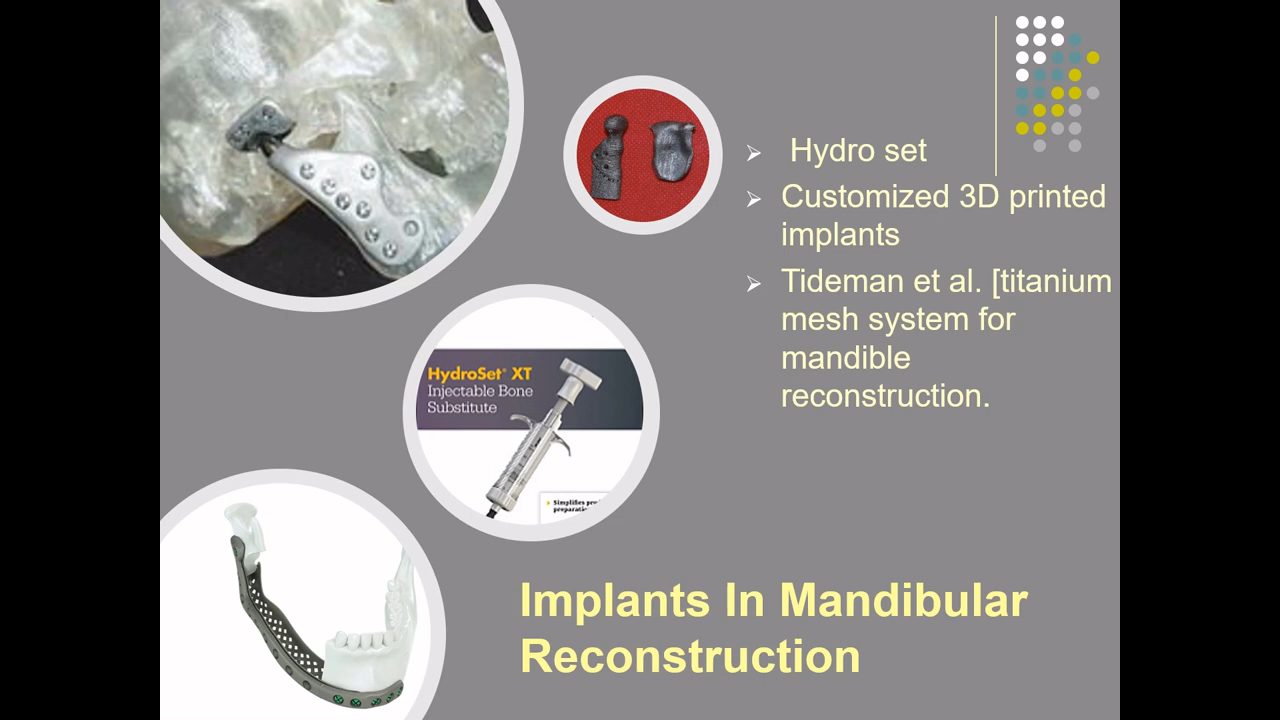 Hydro set
Customized 3D printed
implants
Tideman et al. [titanium
mesh system for
mandible
reconstruction.
HydroSet® XT
Injectable Bone
Substitute
Implants In Mandibular
Reconstruction